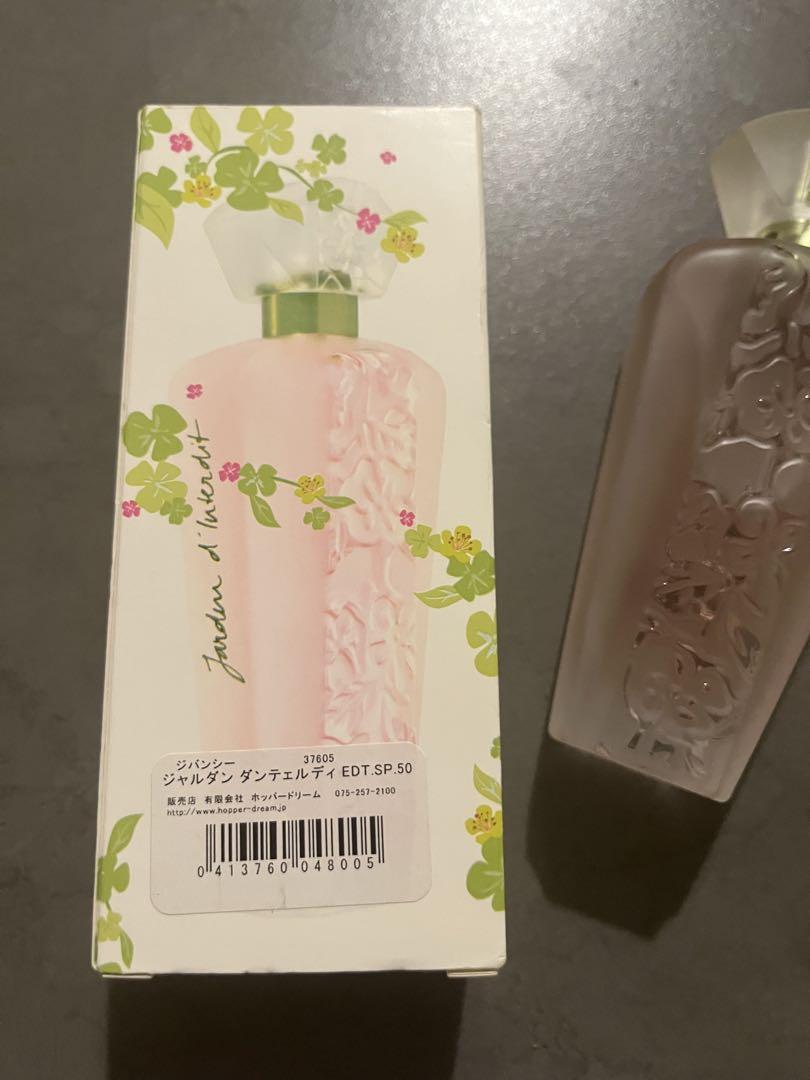 Jardin d'Interdit
ジバンシー 37605
ジャルダン ダンテェルディ EDT.SP.50
販売店 有限会社 ホッパードリーム 075-257-2100
http://www.hopper-dream.jp
0 413760 048005